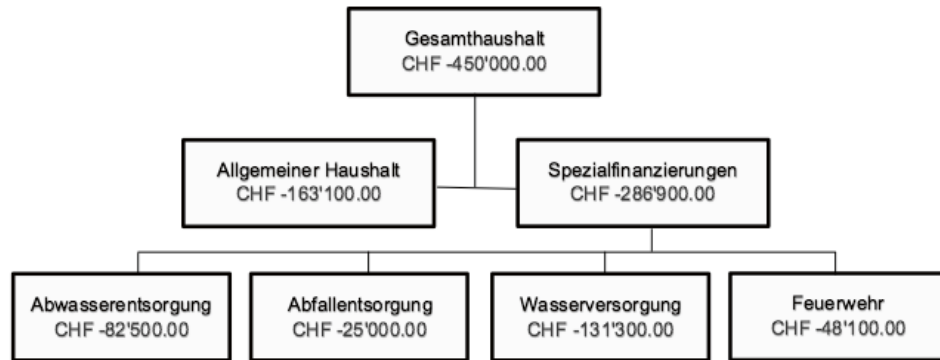 Gesamthaushalt
CHF -450'000.00
Allgemeiner Haushalt
CHF -163'100.00
Spezialfinanzierungen
CHF -286'900.00
Abwasserentsorgung
CHF -82'500.00
Abfallentsorgung
CHF -25'000.00
Wasserversorgung
CHF -131'300.00
Feuerwehr
CHF -48'100.00